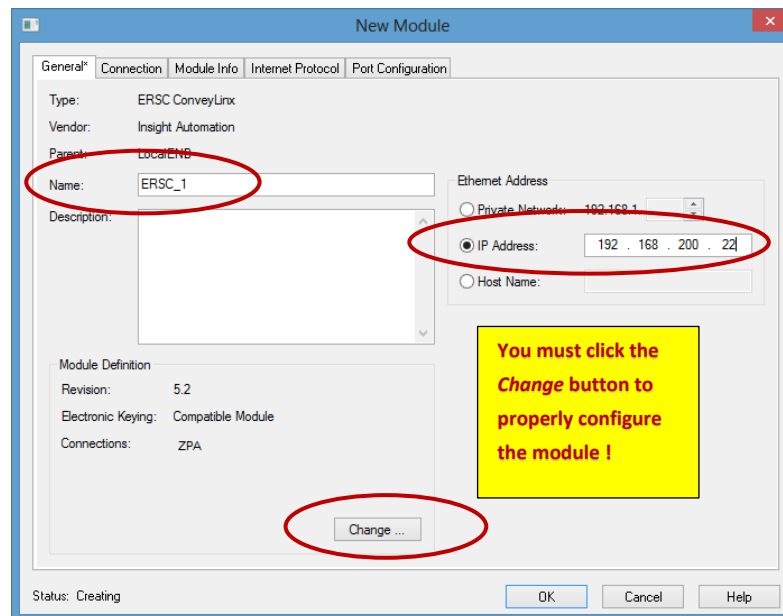 New Module
x
General* Connection Module Info Internet Protocol Port Configuration
Type: ERSC ConveyLinx
Vendor: Insight Automation
Parent: LocalENB
Name: ERSC_1
Description:
Ethernet Address
Private Network: 192.168.1.
IP Address: 192 . 168 . 200 . 22
Host Name:
You must click the
Change button to
properly configure
the module !
Module Definition
Revision: 5.2
Electronic Keying: Compatible Module
Connections: ZPA
Change ...
Status: Creating
OK Cancel Help